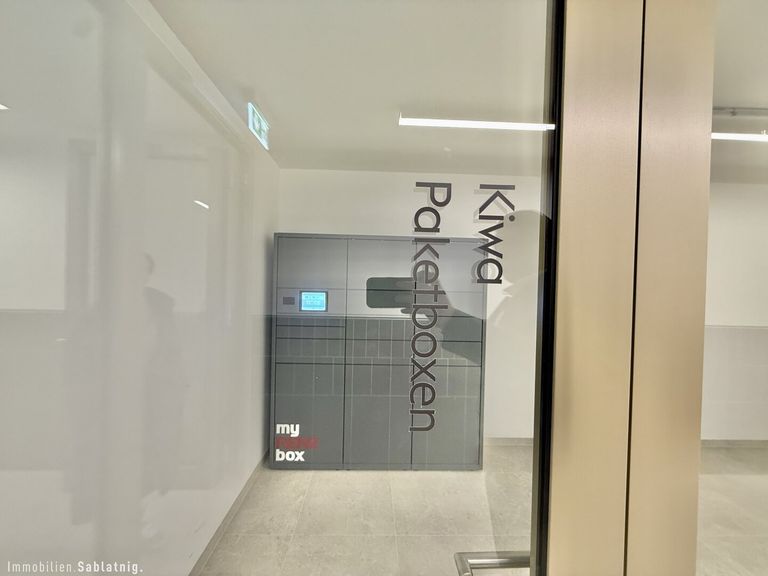 Kiwa
Paketboxen
my
box
Immobilien Sablatnig.